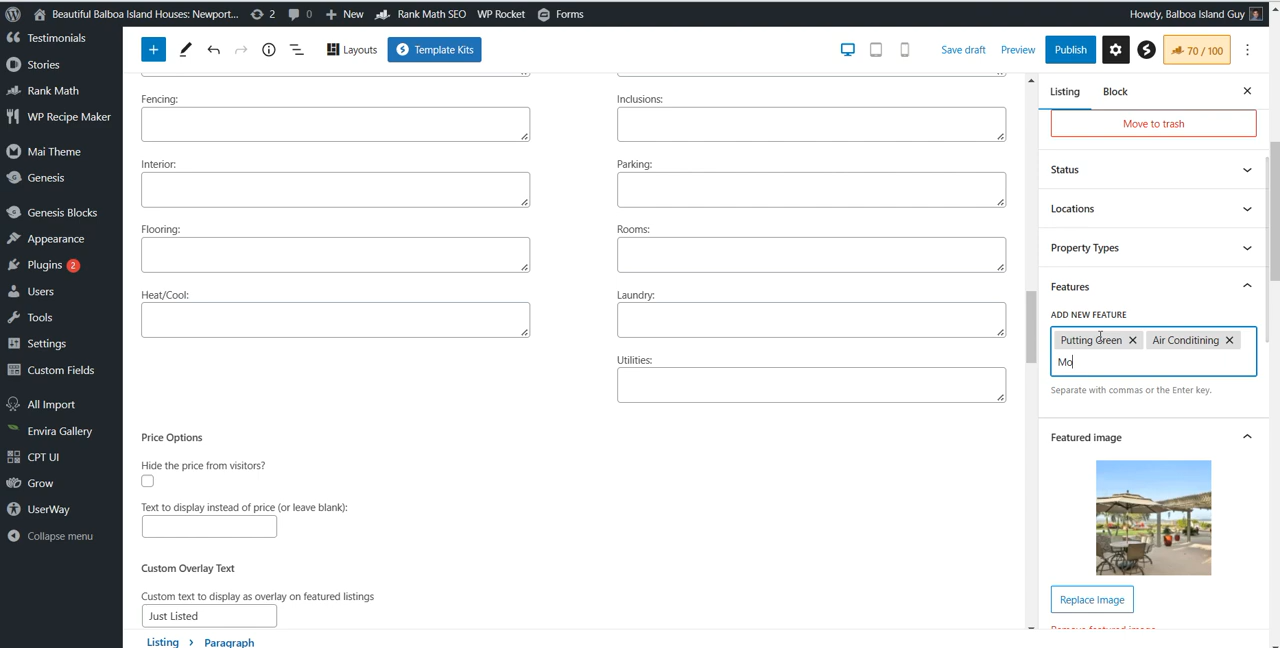 Beautiful Balboa Island Houses: Newport... 2 0 New Rank Math SEO WP Rocket Forms Howdy, Balboa Island Guy
Testimonials
Stories
Rank Math
WP Recipe Maker
Mai Theme
Genesis
Genesis Blocks
Appearance
Plugins 2
Users
Tools
Settings
Custom Fields
All Import
Envira Gallery
CPT UI
Grow
UserWay
Collapse menu
Layouts Template Kits Save draft Preview Publish 70 / 100
Fencing: Inclusions:
Interior: Parking:
Flooring: Rooms:
Heat/Cool: Laundry:
Utilities:
Price Options
Hide the price from visitors?
Text to display instead of price (or leave blank):
Custom Overlay Text
Custom text to display as overlay on featured listings
Just Listed
Listing > Paragraph
Listing Block
Move to trash
Status
Locations
Property Types
Features
ADD NEW FEATURE
Putting Green Air Conditining
Mo
Separate with commas or the Enter key.
Featured image
Replace Image
Remove featured image